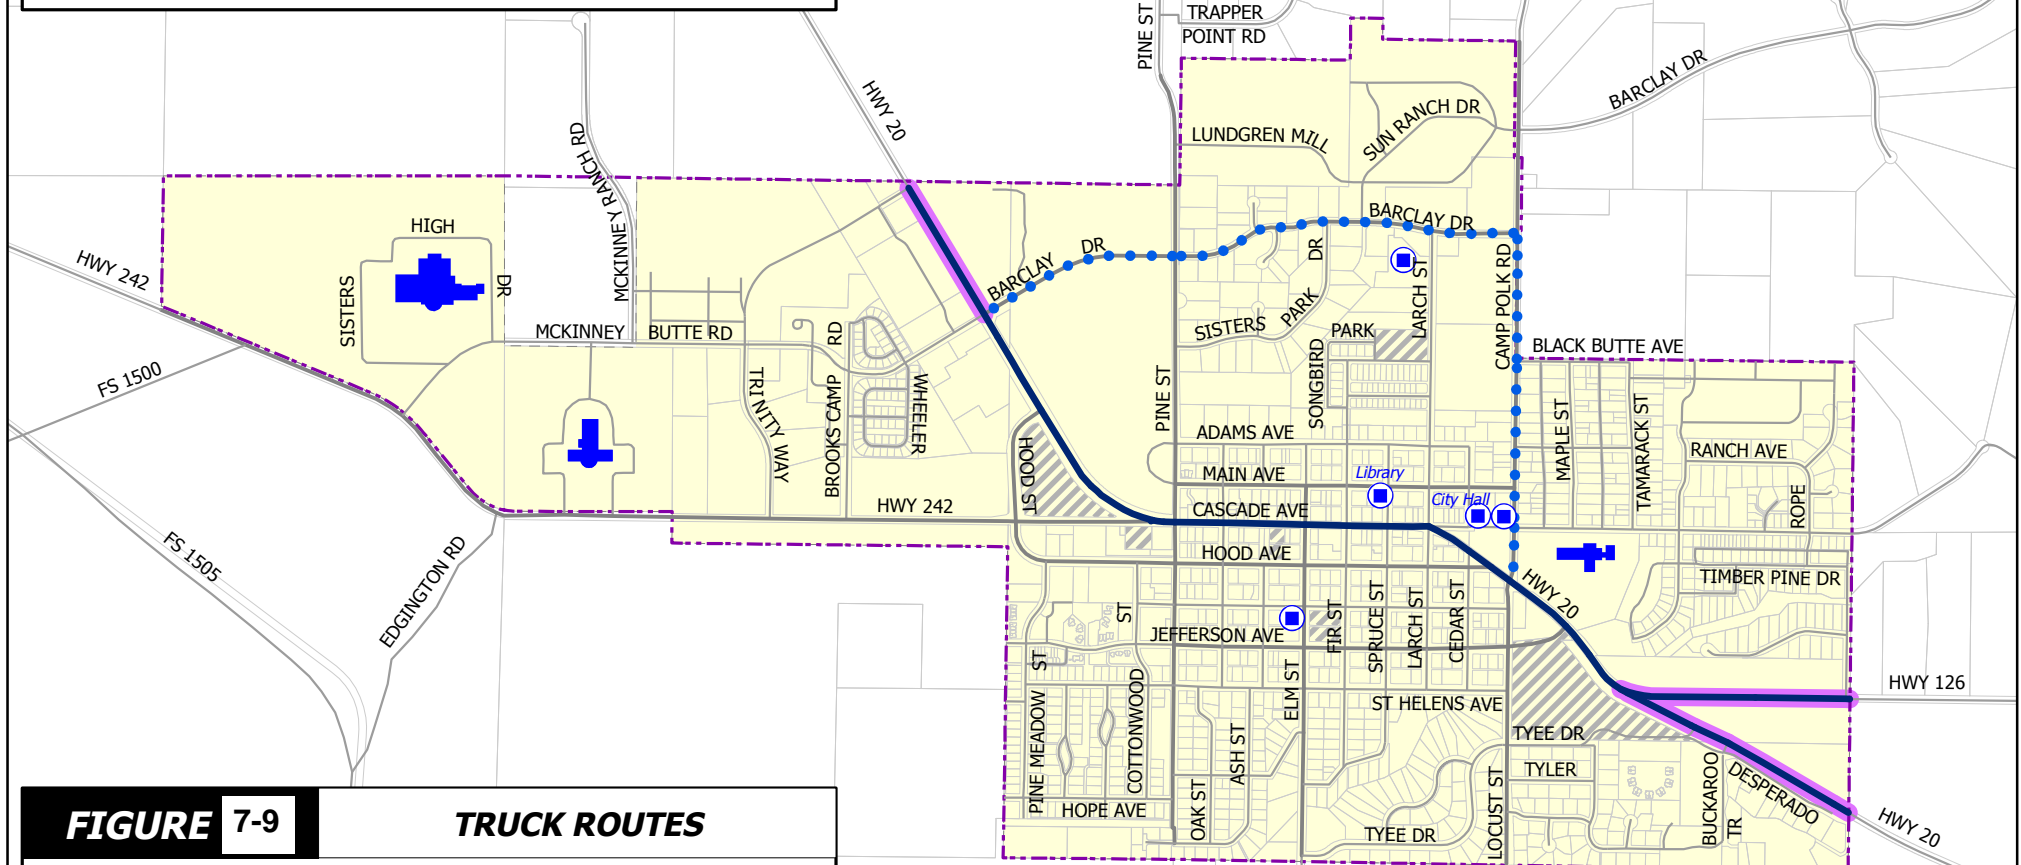 PINE ST
TRAPPER
POINT RD
HWY 20
BARCLAY DR
LUNDGREN MILL
SUN RANCH DR
MCKINNEY RANCH RD
HIGH
SISTERS
DR
HWY 242
FS 1500
BARCLAY
DR
BARCLAY DR
DR
PARK
SISTERS
LARCH ST
CAMP POLK RD
MCKINNEY
BUTTE RD
RD
BROOKS CAMP
WHEELER
TRINITY WAY
PARK
SONGBIRD
PINE ST
BLACK BUTTE AVE
MAPLE ST
TAMARACK ST
RANCH AVE
ROPE
HOOD ST
ADAMS AVE
MAIN AVE
Library
City Hall
HWY 242
CASCADE AVE
HOOD AVE
HWY 20
TIMBER PINE DR
FS 1505
EDGINGTON RD
ST
JEFFERSON AVE
FIR ST
SPRUCE ST
LARCH ST
CEDAR ST
ST
PINE MEADOW
COTTONWOOD
ELM ST
ST HELENS AVE
HWY 126
TYEE DR
ASH ST
OAK ST
HOPE AVE
TYLER
LOCUST ST
TYEE DR
BUCKAROO
TR
DESPERADO
HWY 20
FIGURE 7-9
TRUCK ROUTES